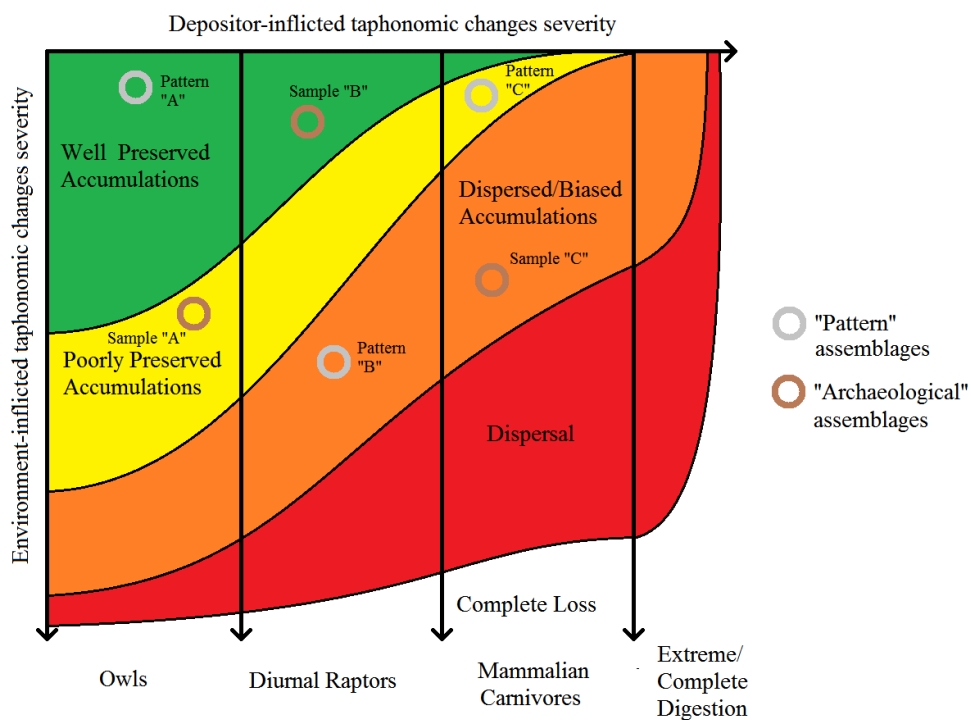 Depositor-inflicted taphonomic changes severity
Environment-inflicted taphonomic changes severity
Pattern
"A"
Sample "B"
Pattern
"C"
Well Preserved
Accumulations
Dispersed/Biased
Accumulations
Sample "C"
Sample "A"
Poorly Preserved
Accumulations
Pattern
"B"
"Pattern"
assemblages
"Archaeological"
assemblages
Dispersal
Complete Loss
Owls
Diurnal Raptors
Mammalian
Carnivores
Extreme/
Complete
Digestion